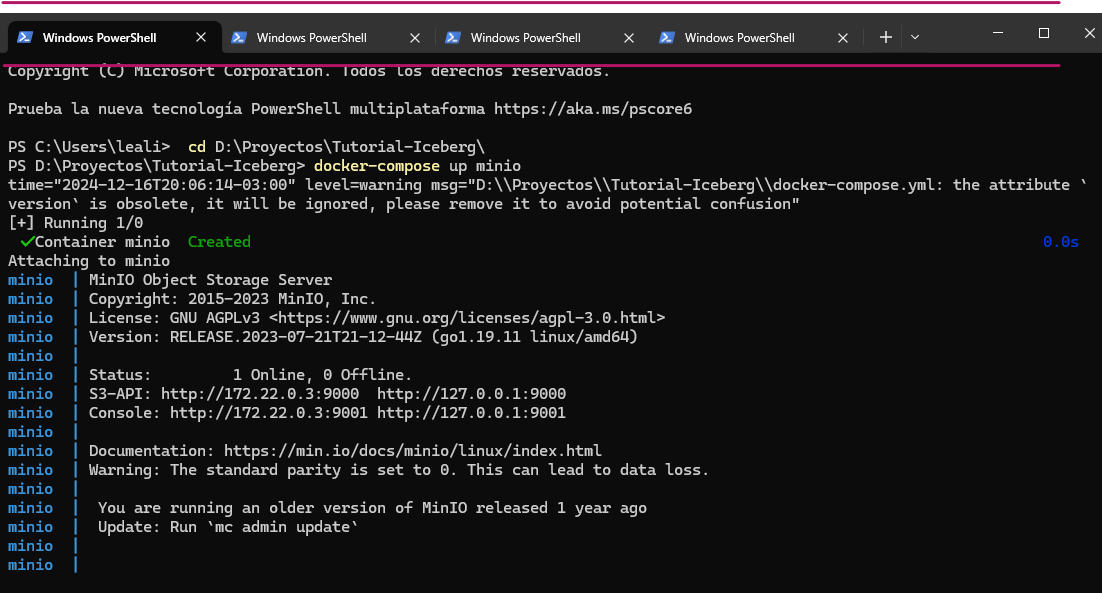 Windows PowerShell Windows PowerShell Windows PowerShell Windows PowerShell
Copyright (C) Microsoft Corporation. Todos los derechos reservados.
Prueba la nueva tecnología PowerShell multiplataforma https://aka.ms/pscore6
PS C:\Users\leali>  cd D:\Proyectos\Tutorial-Iceberg\
PS D:\Proyectos\Tutorial-Iceberg> docker-compose up minio
time="2024-12-16T20:06:14-03:00" level=warning msg="D:\\Proyectos\\Tutorial-Iceberg\\docker-compose.yml: the attribute `
version` is obsolete, it will be ignored, please remove it to avoid potential confusion"
[+] Running 1/0
✓Container minio  Created 0.0s
Attaching to minio
minio  | MinIO Object Storage Server
minio  | Copyright: 2015-2023 MinIO, Inc.
minio  | License: GNU AGPLv3 <https://www.gnu.org/licenses/agpl-3.0.html>
minio  | Version: RELEASE.2023-07-21T21-12-44Z (go1.19.11 linux/amd64)
minio  |
minio  | Status:         1 Online, 0 Offline.
minio  | S3-API: http://172.22.0.3:9000  http://127.0.0.1:9000
minio  | Console: http://172.22.0.3:9001 http://127.0.0.1:9001
minio  |
minio  | Documentation: https://min.io/docs/minio/linux/index.html
minio  | Warning: The standard parity is set to 0. This can lead to data loss.
minio  |
minio  |  You are running an older version of MinIO released 1 year ago
minio  |  Update: Run `mc admin update`
minio  |
minio  |